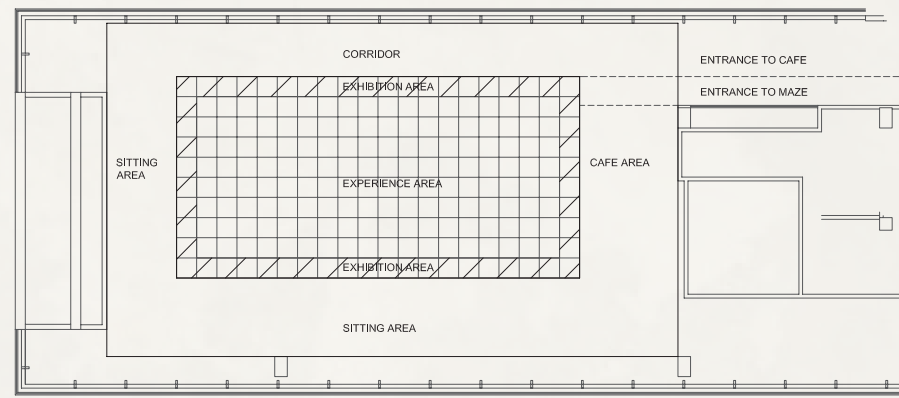 CORRIDOR
ENTRANCE TO CAFE
EXHIBITION AREA
ENTRANCE TO MAZE
SITTING
AREA
CAFE AREA
EXPERIENCE AREA
EXHIBITION AREA
SITTING AREA